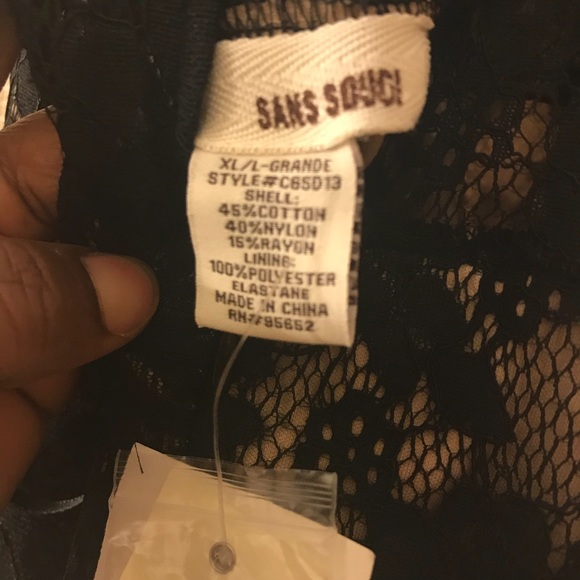 SANS SOUCI
XL/L-GRANDE
STYLE#C65D13
SHELL:
45%COTTON
40%NYLON
15%RAYON
LINING:
100%POLYESTER
ELASTANE
MADE IN CHINA
RN#95652